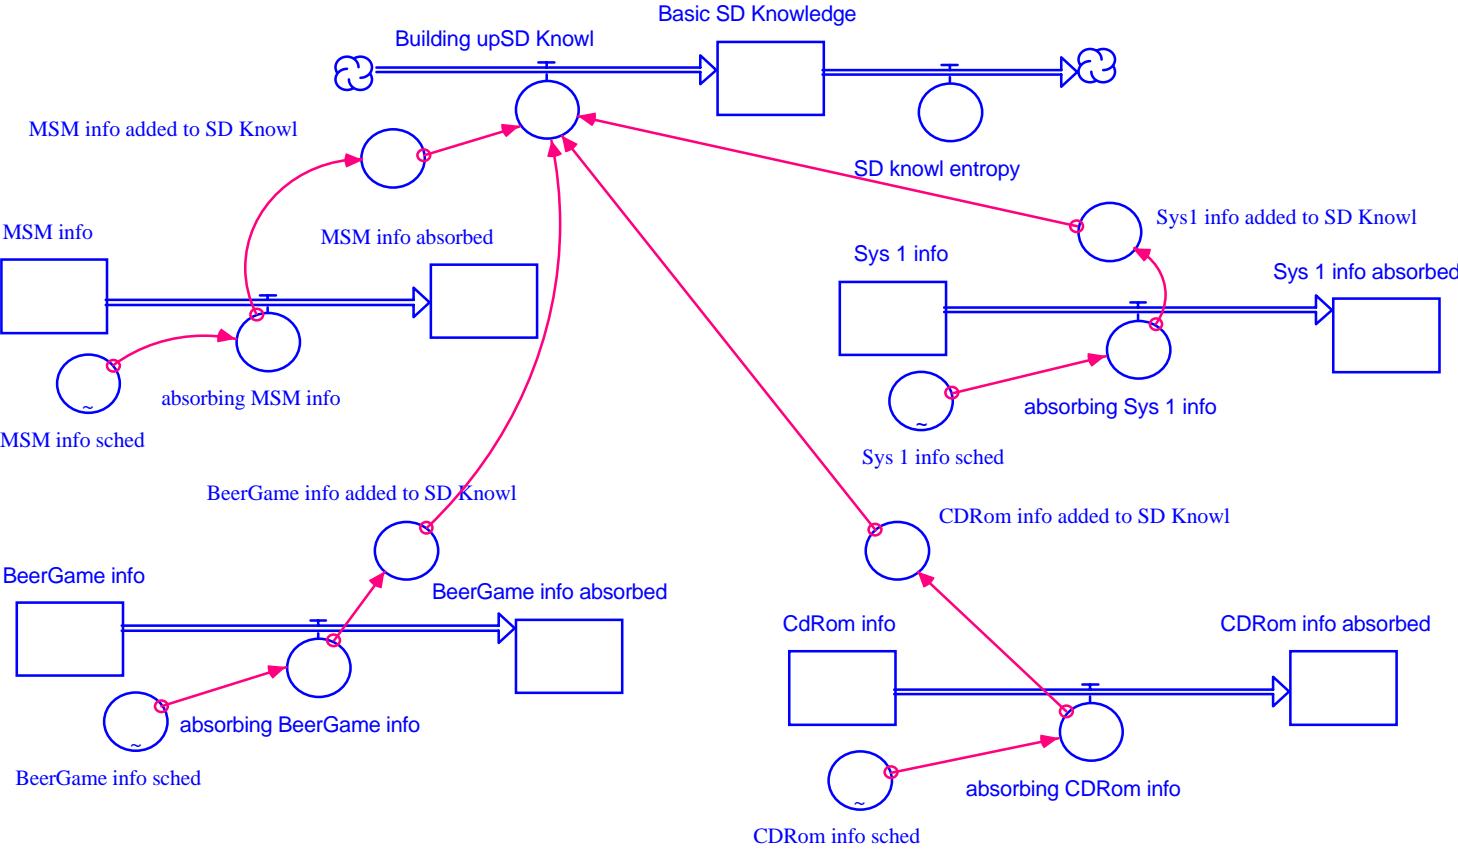 Basic SD Knowledge
Building upSD Knowl
MSM info added to SD Knowl
SD knowl entropy
Sys1 info added to SD Knowl
MSM info
MSM info absorbed
Sys 1 info
Sys 1 info absorbed
absorbing MSM info
absorbing Sys 1 info
~
~
MSM info sched
Sys 1 info sched
BeerGame info added to SD Knowl
CDRom info added to SD Knowl
BeerGame info
BeerGame info absorbed
CdRom info
CDRom info absorbed
absorbing BeerGame info
~
BeerGame info sched
absorbing CDRom info
~
CDRom info sched